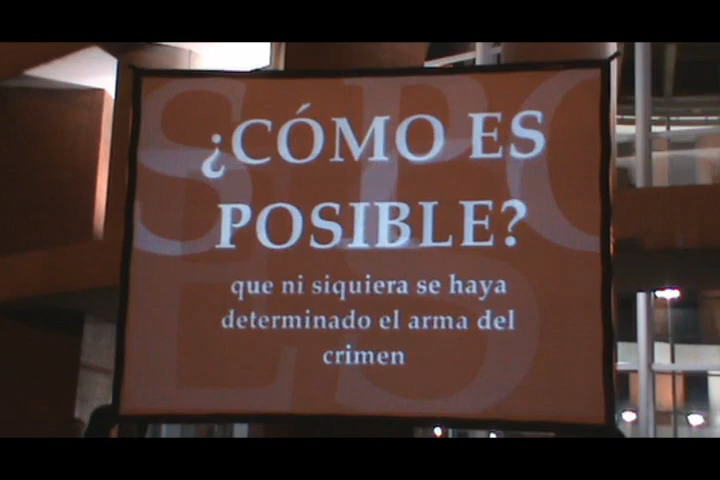 ¿CÓMO ES
POSIBLE?
que ni siquiera se haya
determinado el arma del
crimen